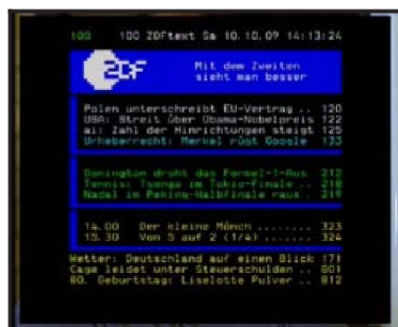 100 100 ZDFtext Sa 10.10.09 14:13:24
ZDF Mit dem Zweiten
sieht man besser
Polen unterschreibt EU-Vertrag .. 120
USA: Streit über Obama-Nobelpreis 122
ai: Zahl der Hinrichtungen steigt 125
Urheberrecht: Merkel rügt Google 133
Donington droht das Formel-1-Aus 212
Tennis: Tsonga im Tokio-Finale .. 218
Nadal im Peking-Halbfinale raus . 219
14.00 Der kleine Mönch ........ 323
15.30 Von 5 auf 2 (1/4) ....... 324
Wetter: Deutschland auf einen Blick 171
Cage leidet unter Steuerschulden .. 801
80. Geburtstag: Liselotte Pulver .. 812